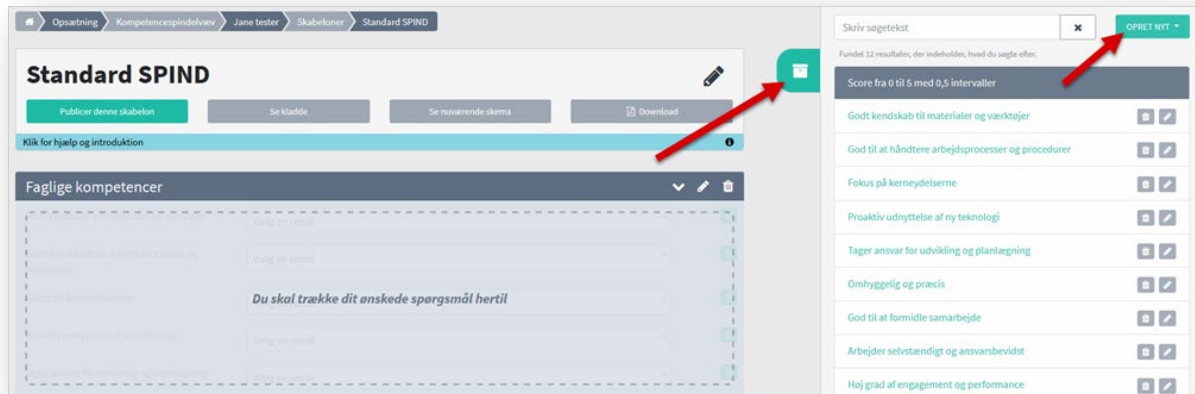 Opsætning
Kompetencespindelvæv
Jane tester
Skabeloner
Standard SPIND
Standard SPIND
Publicer denne skabelon
Se kladde
Se nuværende skema
Download
Klik for hjælp og introduktion
Faglige kompetencer
Vælg en værdi
Vælg en værdi
Du skal trække dit ønskede spørgsmål hertil
Vælg en værdi
Vælg en værdi
Skriv søgetekst
OPRET NYT
Fundet 12 resultater, der indeholder, hvad du søgte efter.
Score fra 0 til 5 med 0,5 intervaller
Godt kendskab til materialer og værktøjer
God til at håndtere arbejdsprocesser og procedurer
Fokus på kerneydelserne
Proaktiv udnyttelse af ny teknologi
Tager ansvar for udvikling og planlægning
Omhyggelig og præcis
God til at formidle samarbejde
Arbejder selvstændigt og ansvarsbevidst
Høj grad af engagement og performance